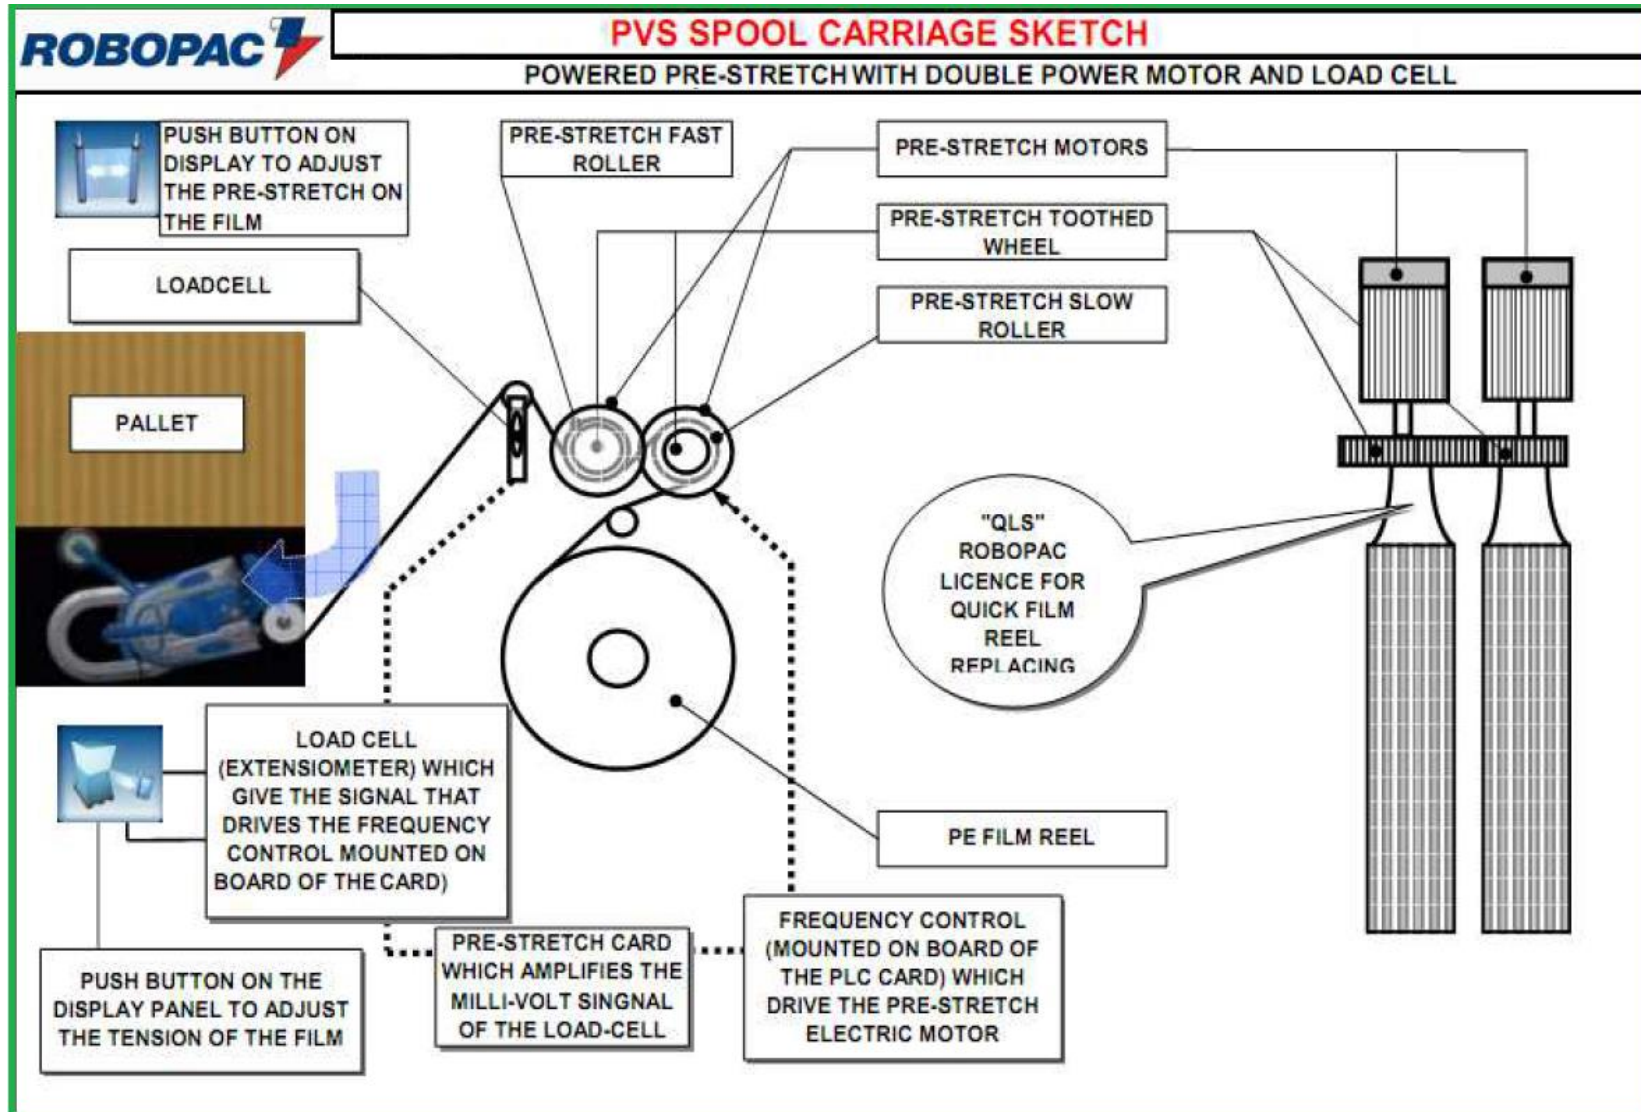 ROBOPAC
PVS SPOOL CARRIAGE SKETCH
POWERED PRE-STRETCH WITH DOUBLE POWER MOTOR AND LOAD CELL
PUSH BUTTON ON
DISPLAY TO ADJUST
THE PRE-STRETCH ON
THE FILM
PRE-STRETCH FAST
ROLLER
PRE-STRETCH MOTORS
PRE-STRETCH TOOTHED
WHEEL
LOADCELL
PRE-STRETCH SLOW
ROLLER
PALLET
"QLS"
ROBOPAC
LICENCE FOR
QUICK FILM
REEL
REPLACING
LOAD CELL
(EXTENSIOMETER) WHICH
GIVE THE SIGNAL THAT
DRIVES THE FREQUENCY
CONTROL MOUNTED ON
BOARD OF THE CARD)
PE FILM REEL
PUSH BUTTON ON THE
DISPLAY PANEL TO ADJUST
THE TENSION OF THE FILM
PRE-STRETCH CARD
WHICH AMPLIFIES THE
MILLI-VOLT SINGNAL
OF THE LOAD-CELL
FREQUENCY CONTROL
(MOUNTED ON BOARD OF
THE PLC CARD) WHICH
DRIVE THE PRE-STRETCH
ELECTRIC MOTOR